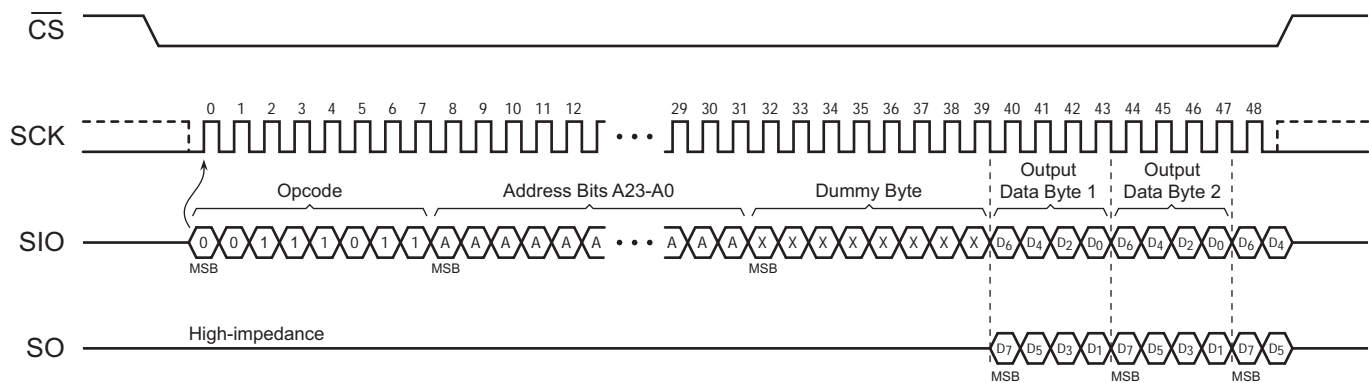 CS
0 1 2 3 4 5 6 7 8 9 10 11 12 29 30 31 32 33 34 35 36 37 38 39 40 41 42 43 44 45 46 47 48
SCK
Opcode Address Bits A23-A0 Dummy Byte Output Data Byte 1 Output Data Byte 2
SIO 0 0 1 1 1 0 1 1 A A A A A A A A A X X X X X X X X D6 D4 D2 D0 D6 D4 D2 D0 D6 D4
MSB MSB MSB
High-impedance
SO D7 D5 D3 D1 D7 D5 D3 D1 D7 D5
MSB MSB MSB